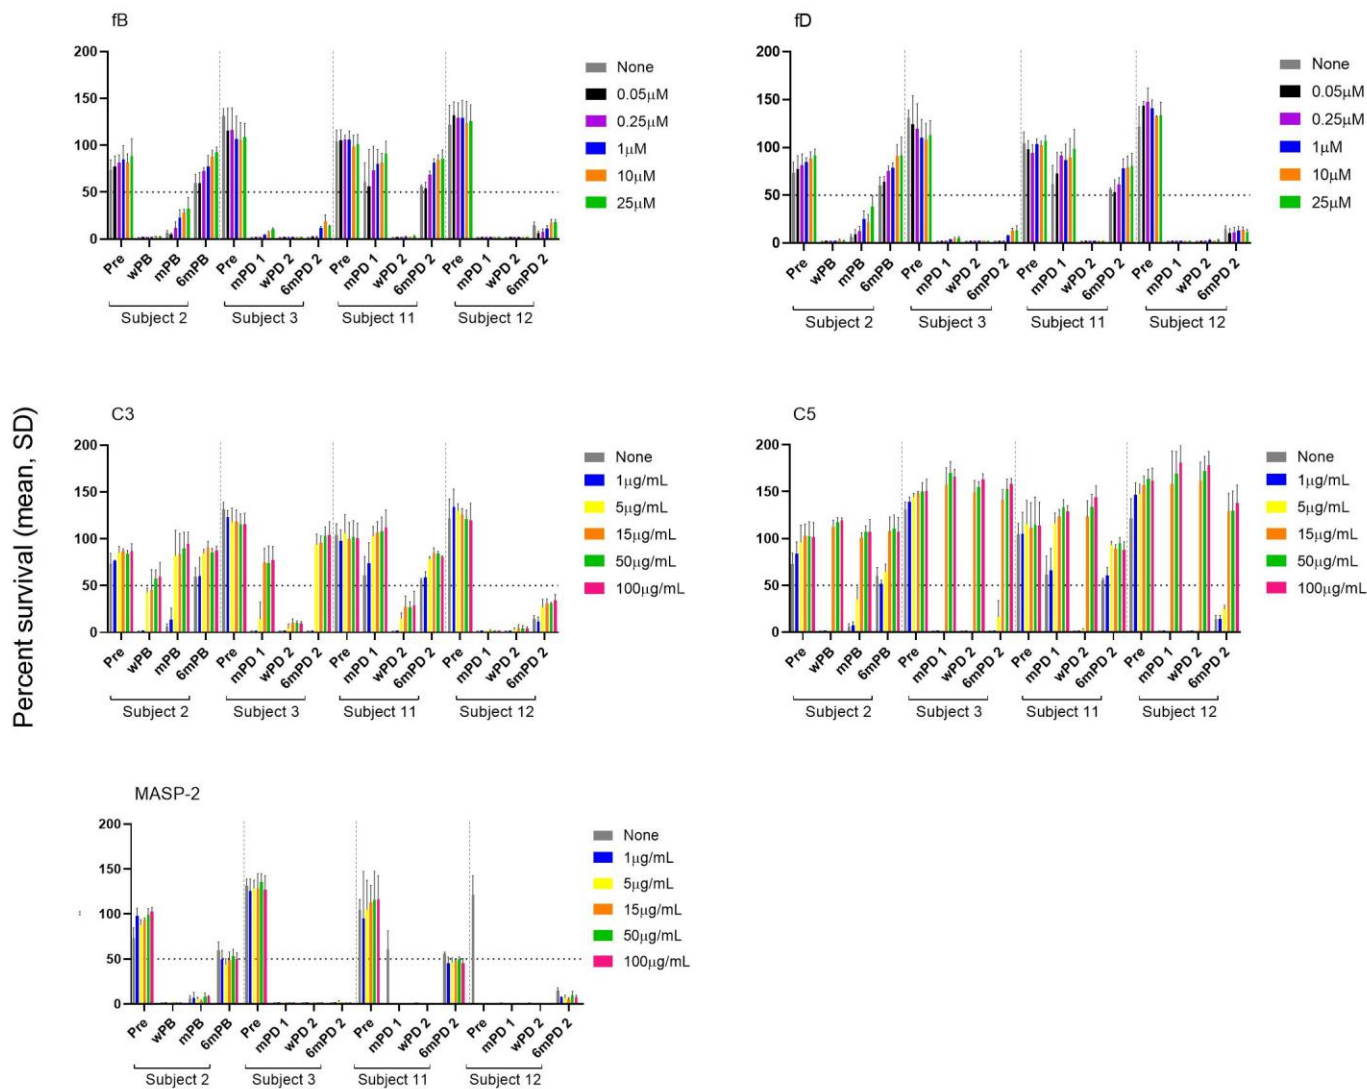 fB
200
150
100
50
0
None
0.05µM
0.25µM
1µM
10µM
25µM
Pre
wPB
mPB
6mPB
Pre
mPD 1
wPD 2
6mPD 2
Pre
mPD 1
wPD 2
6mPD 2
Pre
mPD 1
wPD 2
6mPD 2
Subject 2
Subject 3
Subject 11
Subject 12
fD
200
150
100
50
0
None
0.05µM
0.25µM
1µM
10µM
25µM
Pre
wPB
mPB
6mPB
Pre
mPD 1
wPD 2
6mPD 2
Pre
mPD 1
wPD 2
6mPD 2
Pre
mPD 1
wPD 2
6mPD 2
Subject 2
Subject 3
Subject 11
Subject 12
Percent survival (mean, SD)
C3
200
150
100
50
0
None
1µg/mL
5µg/mL
15µg/mL
50µg/mL
100µg/mL
Pre
wPB
mPB
6mPB
Pre
mPD 1
wPD 2
6mPD 2
Pre
mPD 1
wPD 2
6mPD 2
Pre
mPD 1
wPD 2
6mPD 2
Subject 2
Subject 3
Subject 11
Subject 12
C5
200
150
100
50
0
None
1µg/mL
5µg/mL
15µg/mL
50µg/mL
100µg/mL
Pre
wPB
mPB
6mPB
Pre
mPD 1
wPD 2
6mPD 2
Pre
mPD 1
wPD 2
6mPD 2
Pre
mPD 1
wPD 2
6mPD 2
Subject 2
Subject 3
Subject 11
Subject 12
MASP-2
200
150
100
50
0
None
1µg/mL
5µg/mL
15µg/mL
50µg/mL
100µg/mL
Pre
wPB
mPB
6mPB
Pre
mPD 1
wPD 2
6mPD 2
Pre
mPD 1
wPD 2
6mPD 2
Pre
mPD 1
wPD 2
6mPD 2
Subject 2
Subject 3
Subject 11
Subject 12